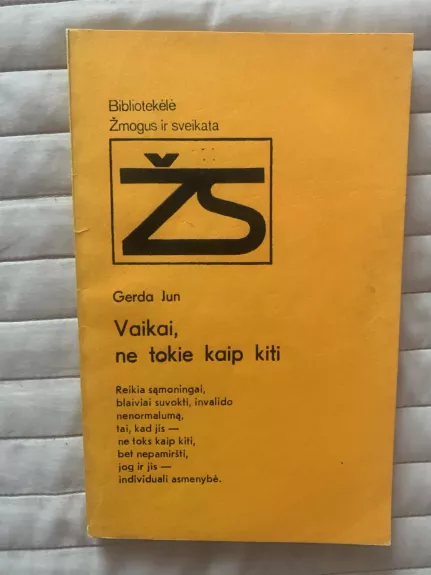 Bibliotekėlė
Žmogus ir sveikata
ŽS
Gerda Jun
Vaikai,
ne tokie kaip kiti
Reikia sąmoningai,
blaiviai suvokti, invalido
nenormalumą,
tai, kad jis —
ne toks kaip kiti,
bet nepamiršti,
jog ir jis —
individuali asmenybė.